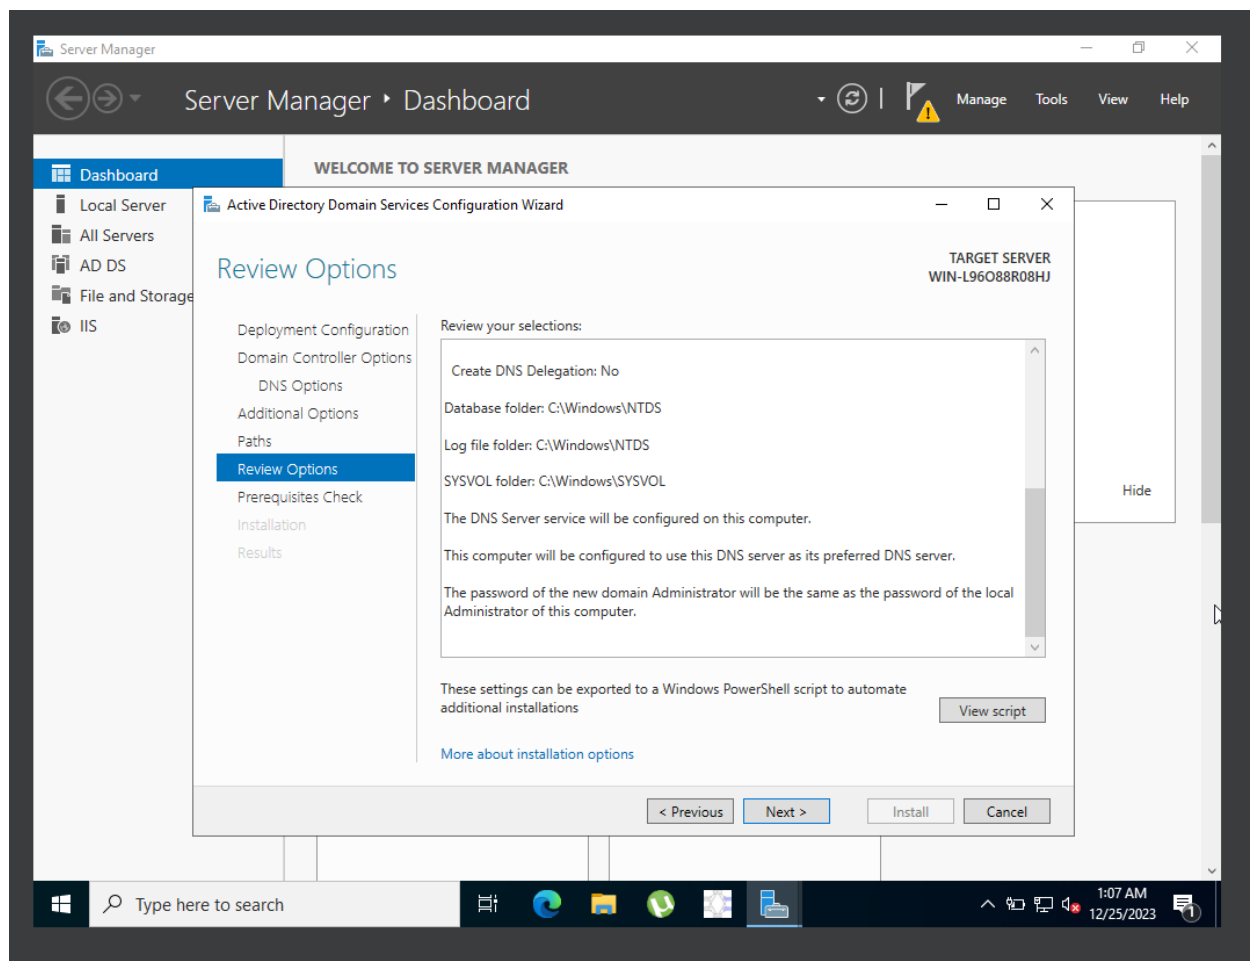 Server Manager
Server Manager • Dashboard
Manage Tools View Help
Dashboard
Local Server
All Servers
AD DS
File and Storage
IIS
WELCOME TO SERVER MANAGER
Hide
Active Directory Domain Services Configuration Wizard
Review Options
TARGET SERVER
WIN-L96O88R08HJ
Deployment Configuration
Domain Controller Options
DNS Options
Additional Options
Paths
Review Options
Prerequisites Check
Installation
Results
Review your selections:
Create DNS Delegation: No
Database folder: C:\Windows\NTDS
Log file folder: C:\Windows\NTDS
SYSVOL folder: C:\Windows\SYSVOL
The DNS Server service will be configured on this computer.
This computer will be configured to use this DNS server as its preferred DNS server.
The password of the new domain Administrator will be the same as the password of the local
Administrator of this computer.
These settings can be exported to a Windows PowerShell script to automate
additional installations
View script
More about installation options
< Previous Next > Install Cancel
Type here to search
1:07 AM
12/25/2023
1